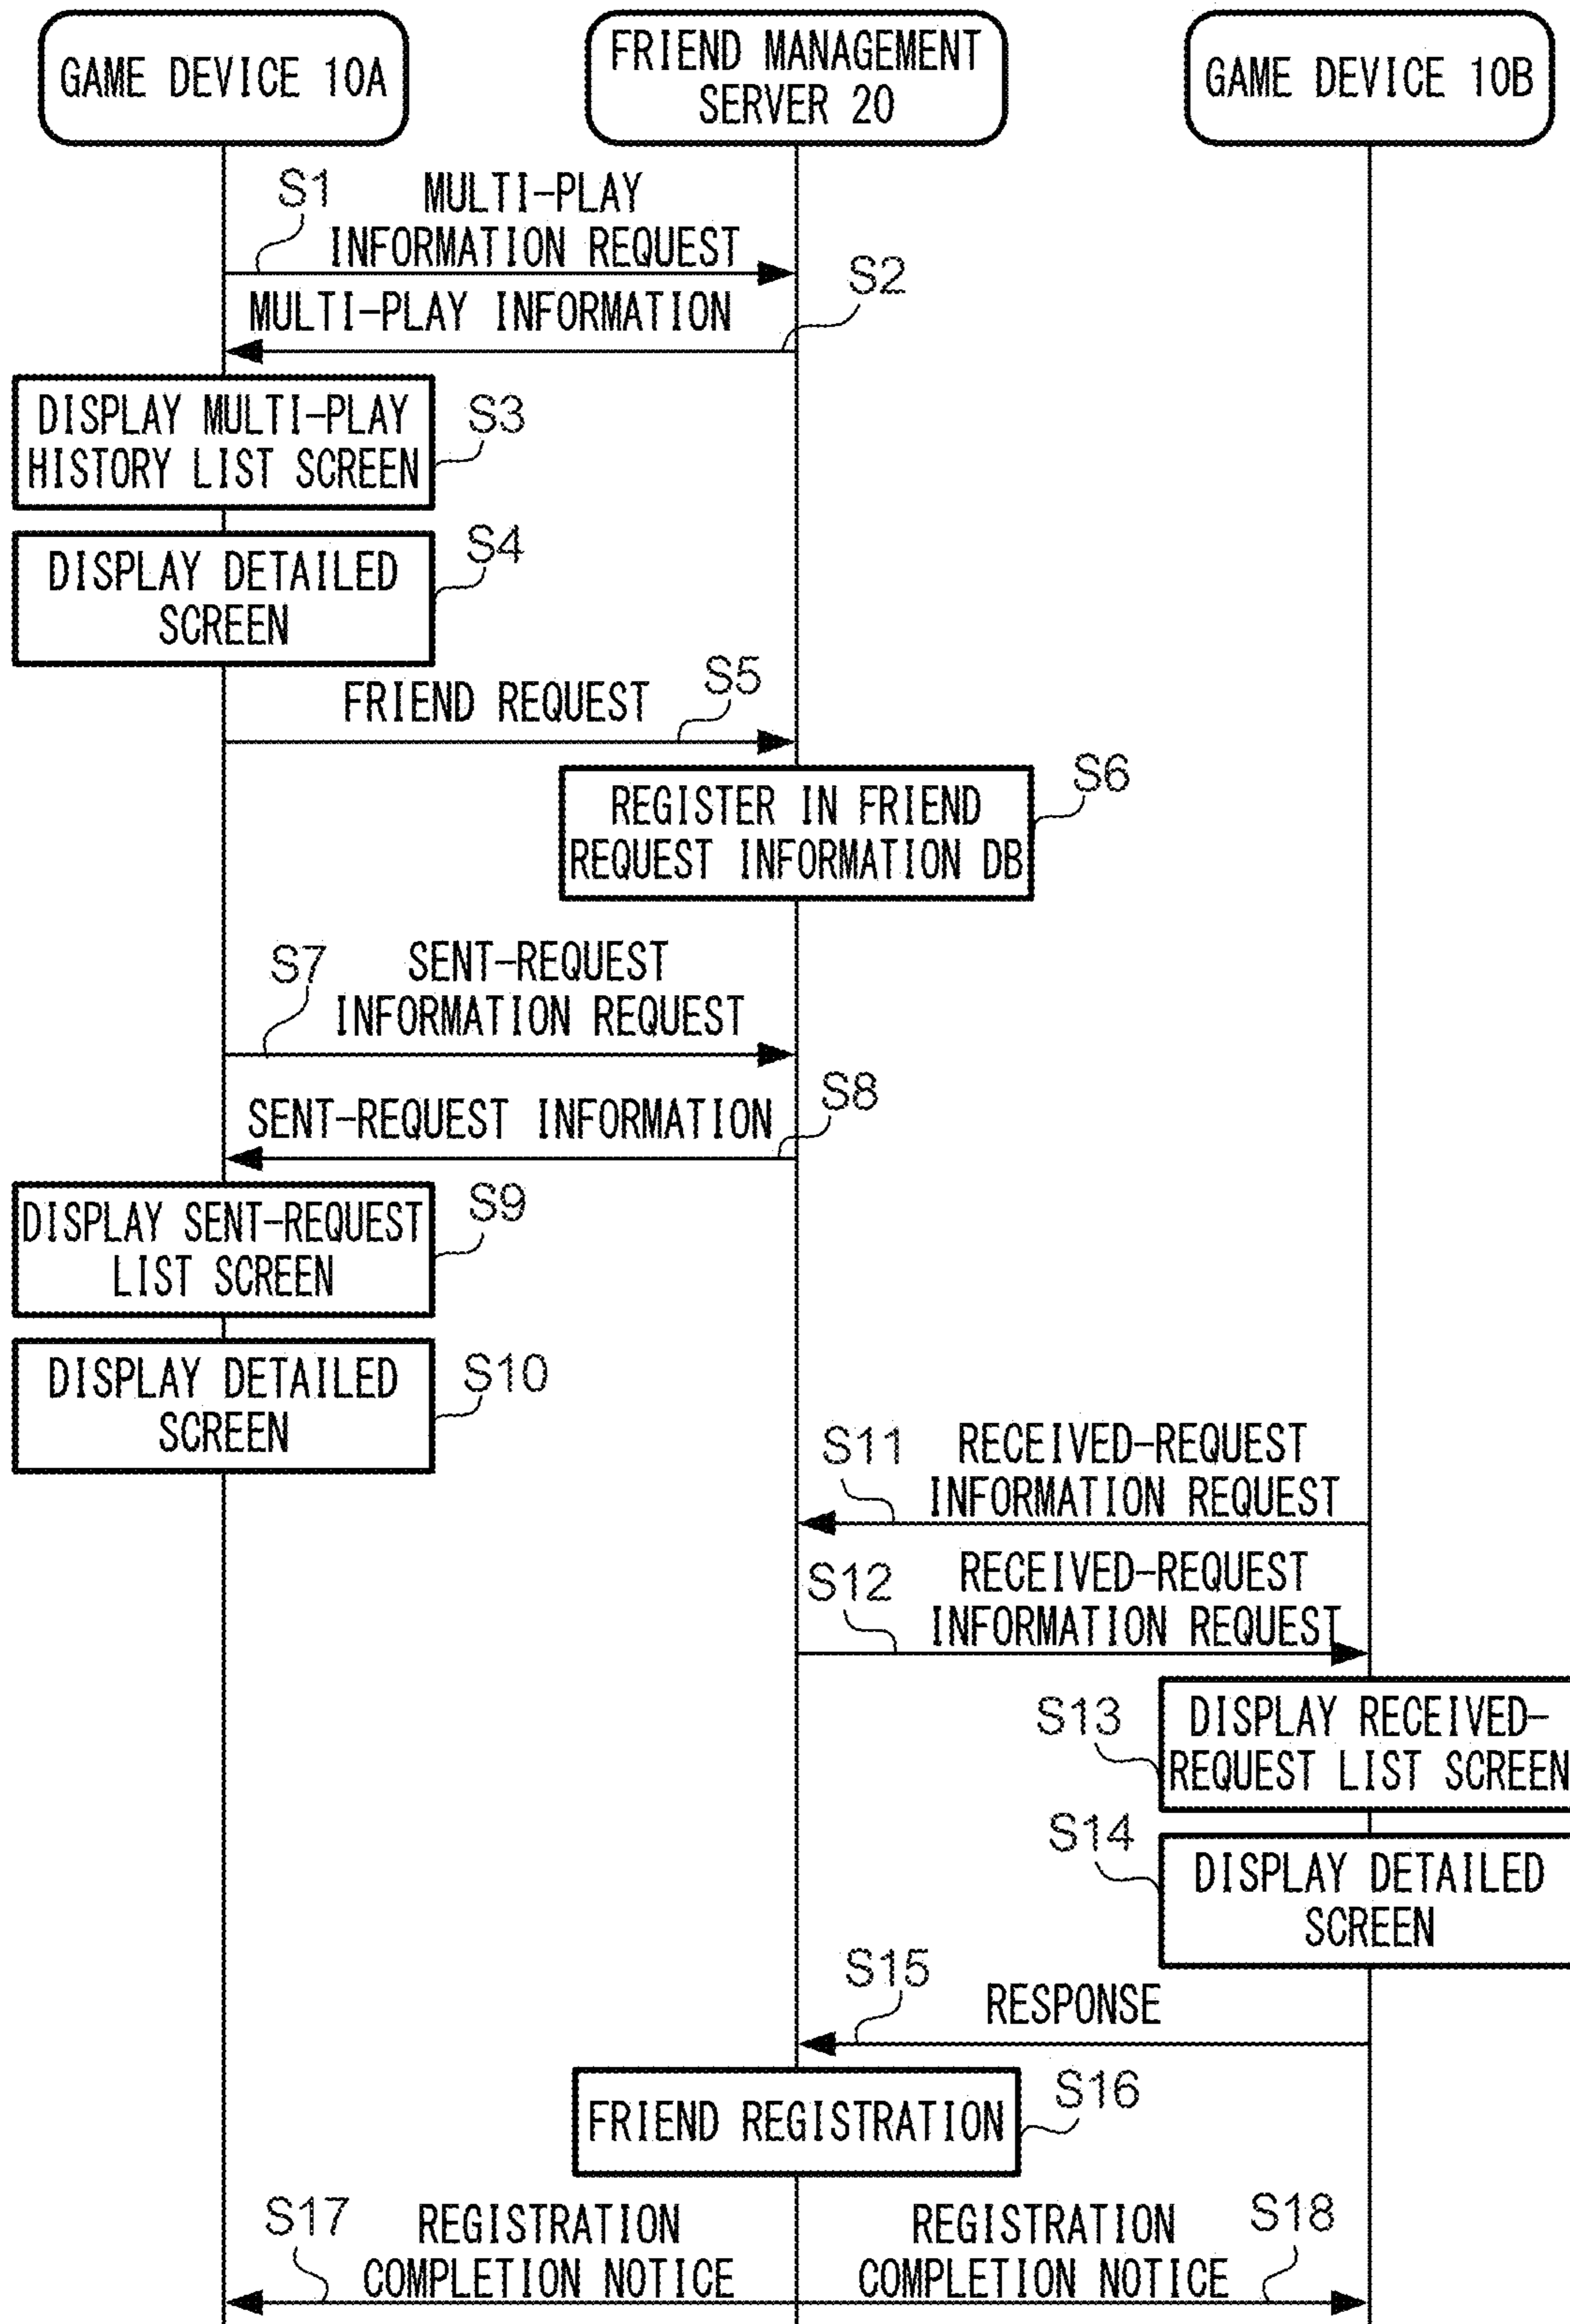 GAME DEVICE 10A
FRIEND MANAGEMENT
SERVER 20
GAME DEVICE 10B
S1
MULTI-PLAY
INFORMATION REQUEST
S2
MULTI-PLAY INFORMATION
DISPLAY MULTI-PLAY
HISTORY LIST SCREEN
S3
DISPLAY DETAILED
SCREEN
S4
FRIEND REQUEST
S5
REGISTER IN FRIEND
REQUEST INFORMATION DB
S6
S7
SENT-REQUEST
INFORMATION REQUEST
SENT-REQUEST INFORMATION
S8
DISPLAY SENT-REQUEST
LIST SCREEN
S9
DISPLAY DETAILED
SCREEN
S10
S11
RECEIVED-REQUEST
INFORMATION REQUEST
S12
RECEIVED-REQUEST
INFORMATION REQUEST
S13
DISPLAY RECEIVED-
REQUEST LIST SCREEN
S14
DISPLAY DETAILED
SCREEN
S15
RESPONSE
FRIEND REGISTRATION
S16
S17
REGISTRATION
COMPLETION NOTICE
REGISTRATION
COMPLETION NOTICE
S18